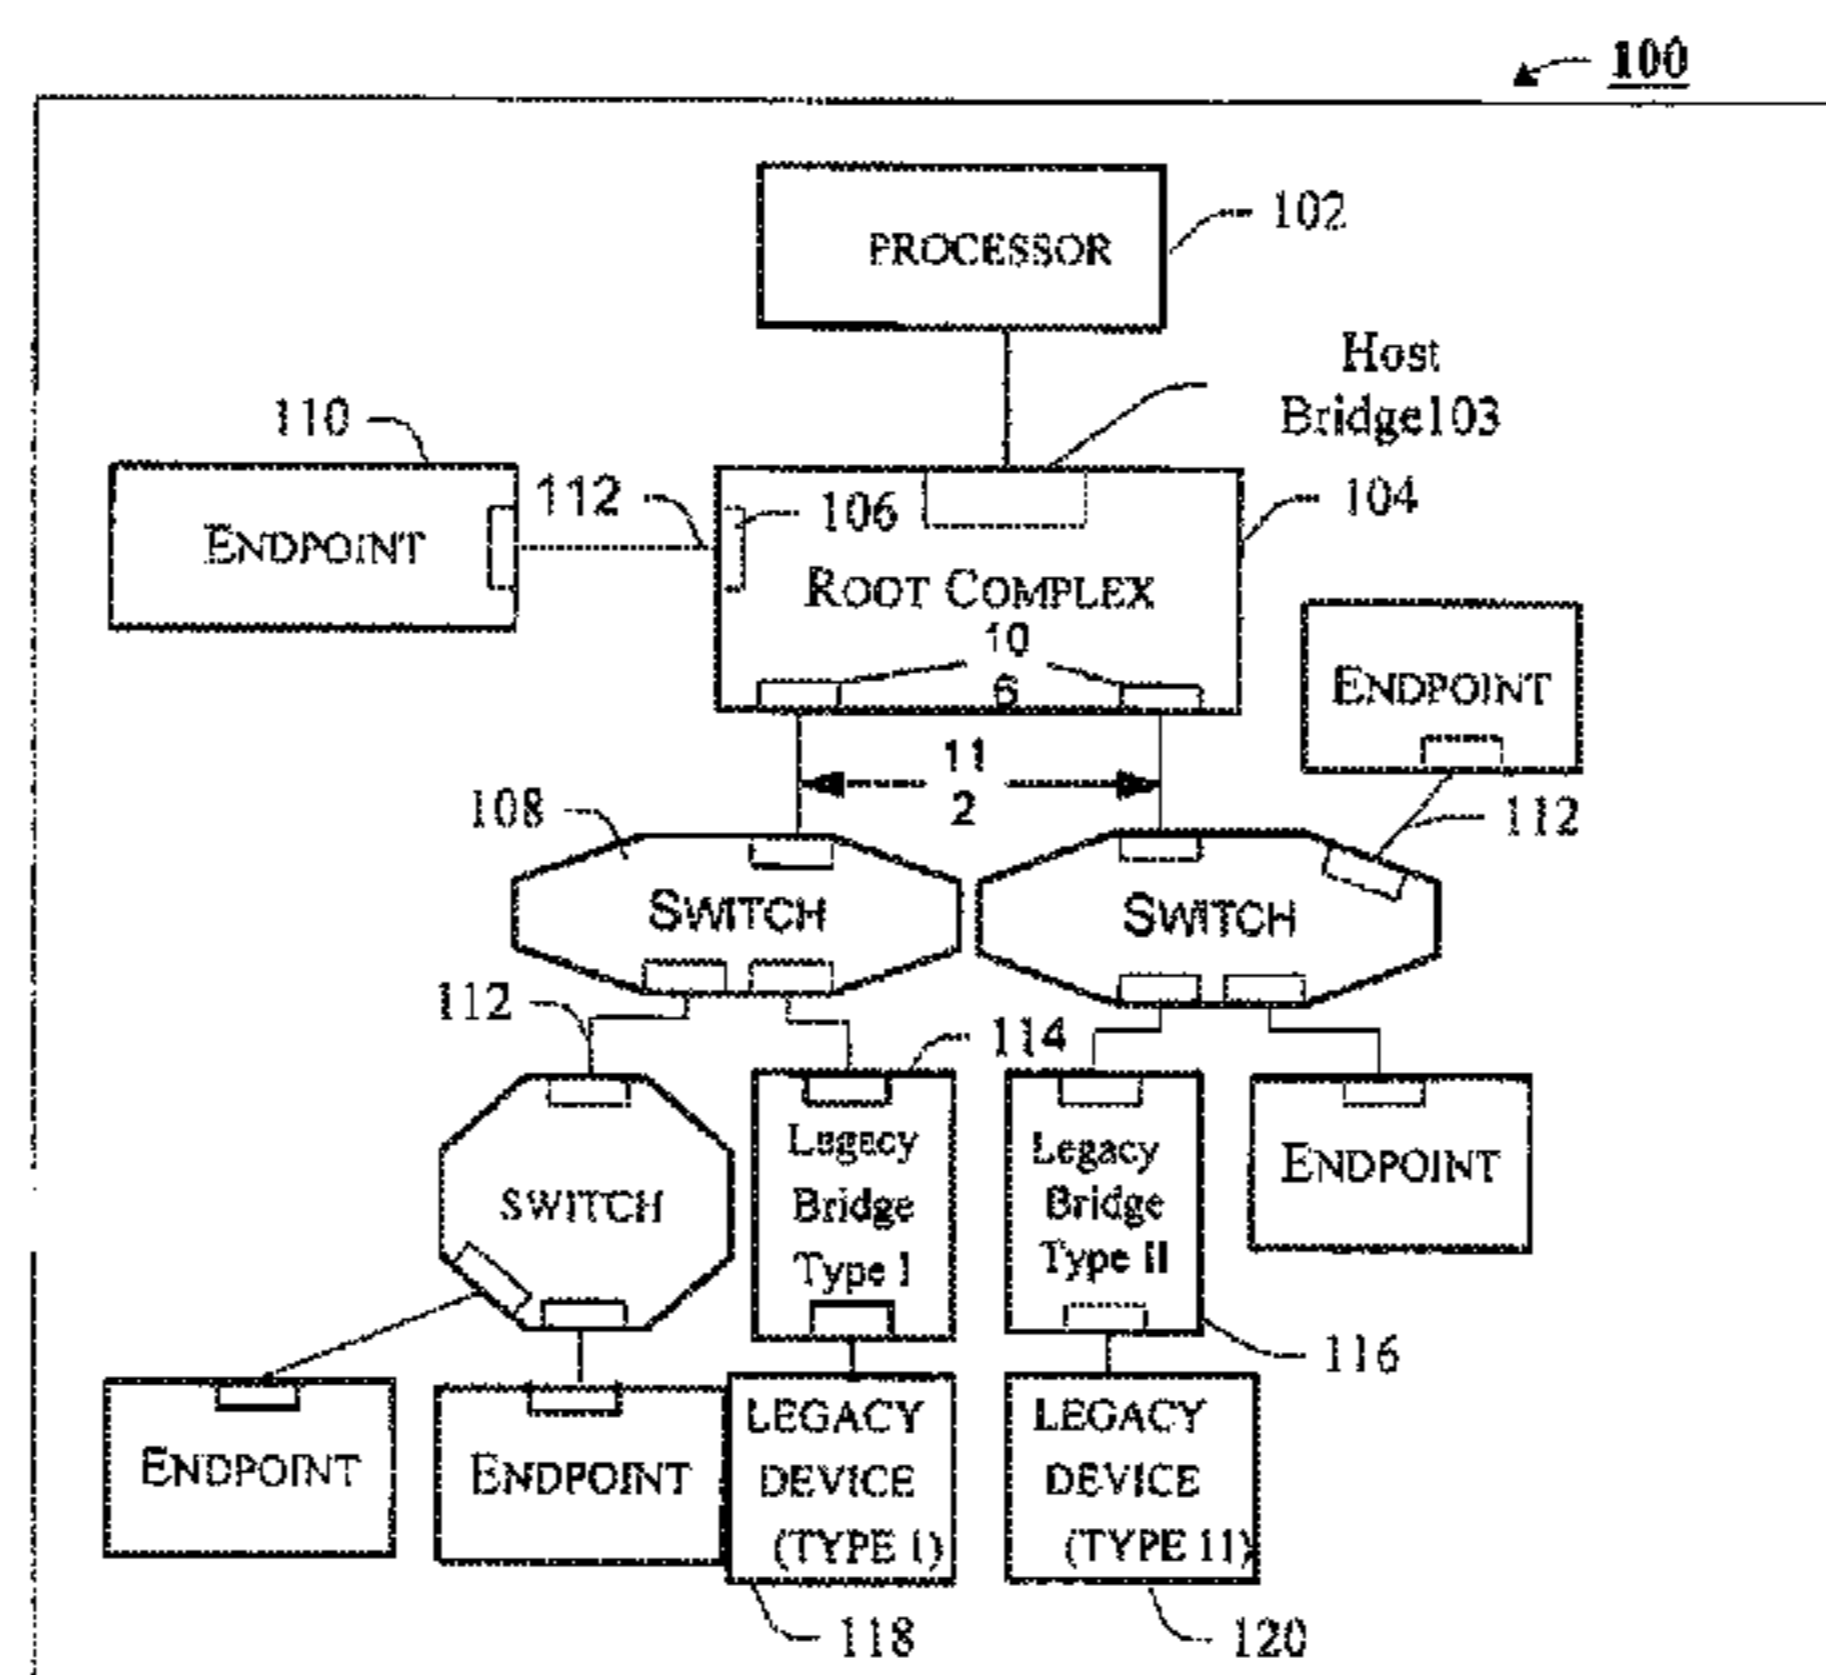 100
PROCESSOR
102
Host
Bridge103
110
112
106
104
ENDPOINT
ROOT COMPLEX
10
6
ENDPOINT
11
2
108
112
SWITCH
SWITCH
112
114
Legacy
Bridge
Type I
Legacy
Bridge
Type II
ENDPOINT
SWITCH
116
ENDPOINT
ENDPOINT
LEGACY
DEVICE
(TYPE I)
LEGACY
DEVICE
(TYPE 11)
118
120